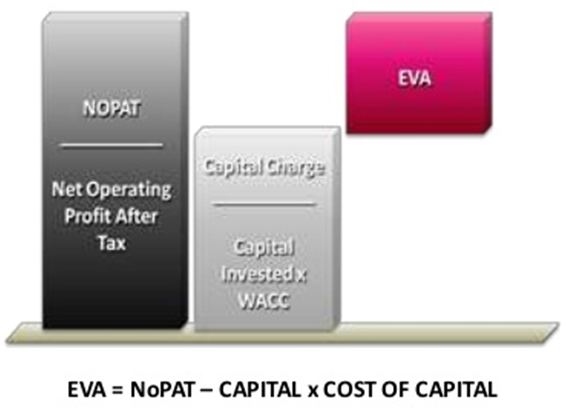 NOPAT
Net Operating
Profit After
Tax
Capital Charge
Capital
Invested x
WACC
EVA
EVA = NoPAT – CAPITAL x COST OF CAPITAL